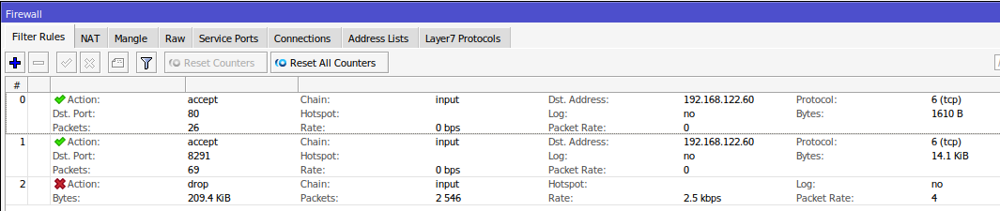 Firewall
Filter Rules NAT Mangle Raw Service Ports Connections Address Lists Layer7 Protocols
Reset Counters Reset All Counters
#
0 Action: accept Chain: input Dst. Address: 192.168.122.60 Protocol: 6 (tcp)
Dst. Port: 80 Hotspot: Log: no Bytes: 1610 B
Packets: 26 Rate: 0 bps Packet Rate: 0
1 Action: accept Chain: input Dst. Address: 192.168.122.60 Protocol: 6 (tcp)
Dst. Port: 8291 Hotspot: Log: no Bytes: 14.1 KiB
Packets: 69 Rate: 0 bps Packet Rate: 0
2 Action: drop Chain: input Hotspot: Log: no
Bytes: 209.4 KiB Packets: 2 546 Rate: 2.5 kbps Packet Rate: 4